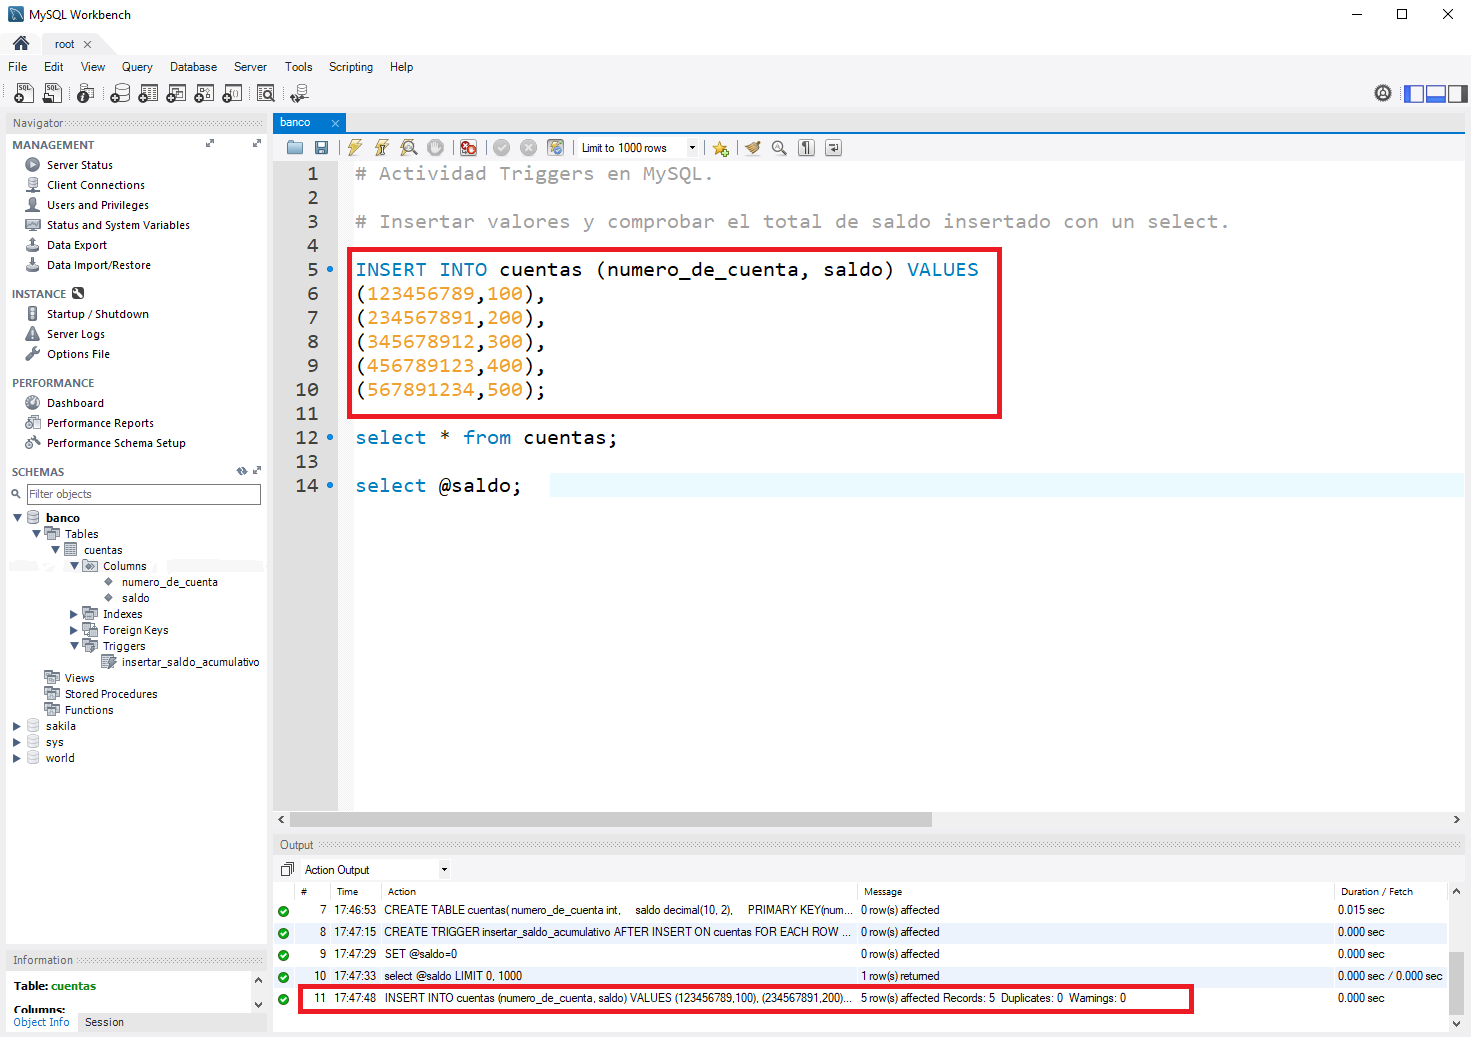 MySQL Workbench
root
File Edit View Query Database Server Tools Scripting Help
Navigator
MANAGEMENT
Server Status
Client Connections
Users and Privileges
Status and System Variables
Data Export
Data Import/Restore
INSTANCE
Startup / Shutdown
Server Logs
Options File
PERFORMANCE
Dashboard
Performance Reports
Performance Schema Setup
SCHEMAS
Filter objects
banco
Tables
cuentas
Columns
numero_de_cuenta
saldo
Indexes
Foreign Keys
Triggers
insertar_saldo_acumulativo
Views
Stored Procedures
Functions
sakila
sys
world
Information
Table: cuentas
Columns:
Object Info Session
banco
Limit to 1000 rows
1 # Actividad Triggers en MySQL.
2
3 # Insertar valores y comprobar el total de saldo insertado con un select.
4
5 INSERT INTO cuentas (numero_de_cuenta, saldo) VALUES
6 (123456789,100),
7 (234567891,200),
8 (345678912,300),
9 (456789123,400),
10 (567891234,500);
11
12 select * from cuentas;
13
14 select @saldo;
Output
Action Output
# Time Action Message Duration / Fetch
7 17:46:53 CREATE TABLE cuentas( numero_de_cuenta int, saldo decimal(10, 2), PRIMARY KEY(num... 0 row(s) affected 0.015 sec
8 17:47:15 CREATE TRIGGER insertar_saldo_acumulativo AFTER INSERT ON cuentas FOR EACH ROW ... 0 row(s) affected 0.000 sec
9 17:47:29 SET @saldo=0 0 row(s) affected 0.000 sec
10 17:47:33 select @saldo LIMIT 0, 1000 1 row(s) returned 0.000 sec / 0.000 sec
11 17:47:48 INSERT INTO cuentas (numero_de_cuenta, saldo) VALUES (123456789,100), (234567891,200)... 5 row(s) affected Records: 5 Duplicates: 0 Warnings: 0 0.000 sec